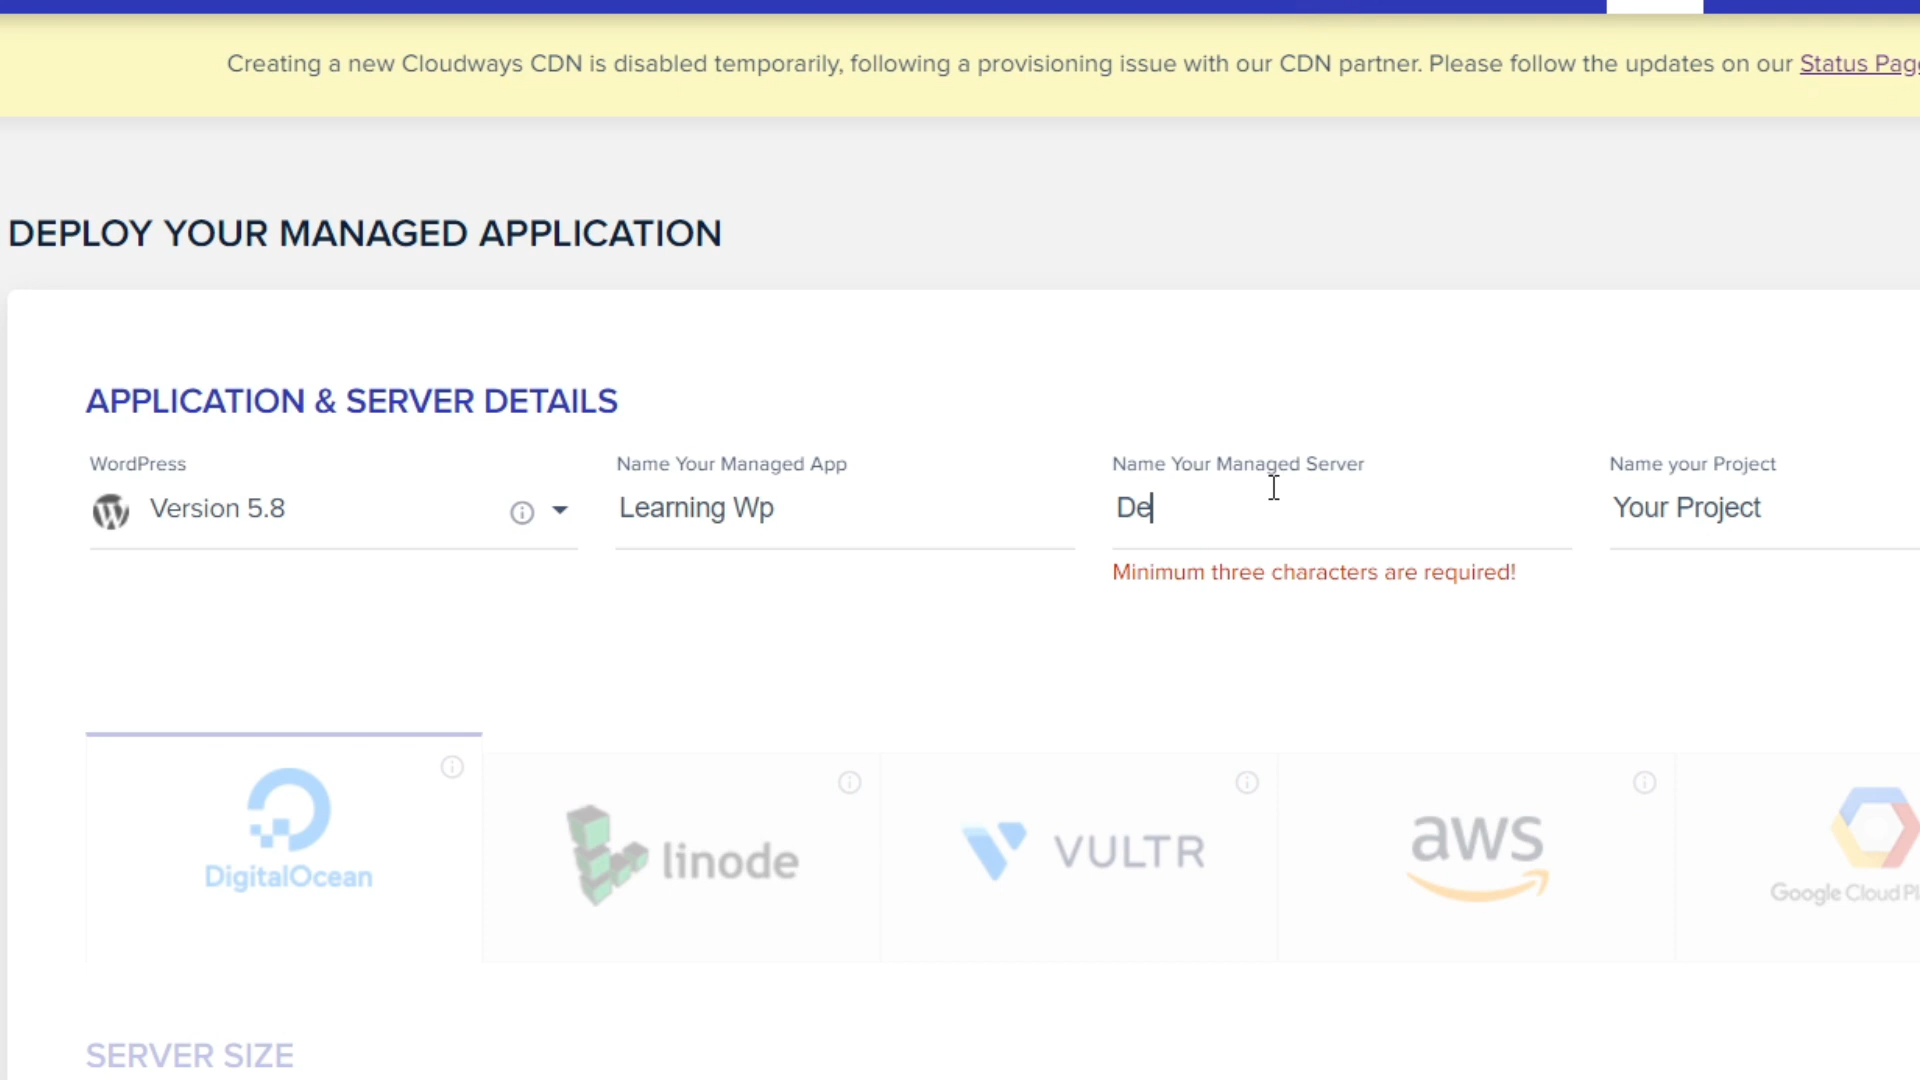 Creating a new Cloudways CDN is disabled temporarily, following a provisioning issue with our CDN partner. Please follow the updates on our Status Page
DEPLOY YOUR MANAGED APPLICATION
APPLICATION & SERVER DETAILS
WordPress
Version 5.8
Name Your Managed App
Learning Wp
Name Your Managed Server
De
Minimum three characters are required!
Name your Project
Your Project
DigitalOcean
linode
VULTR
aws
Google Cloud Pl
SERVER SIZE